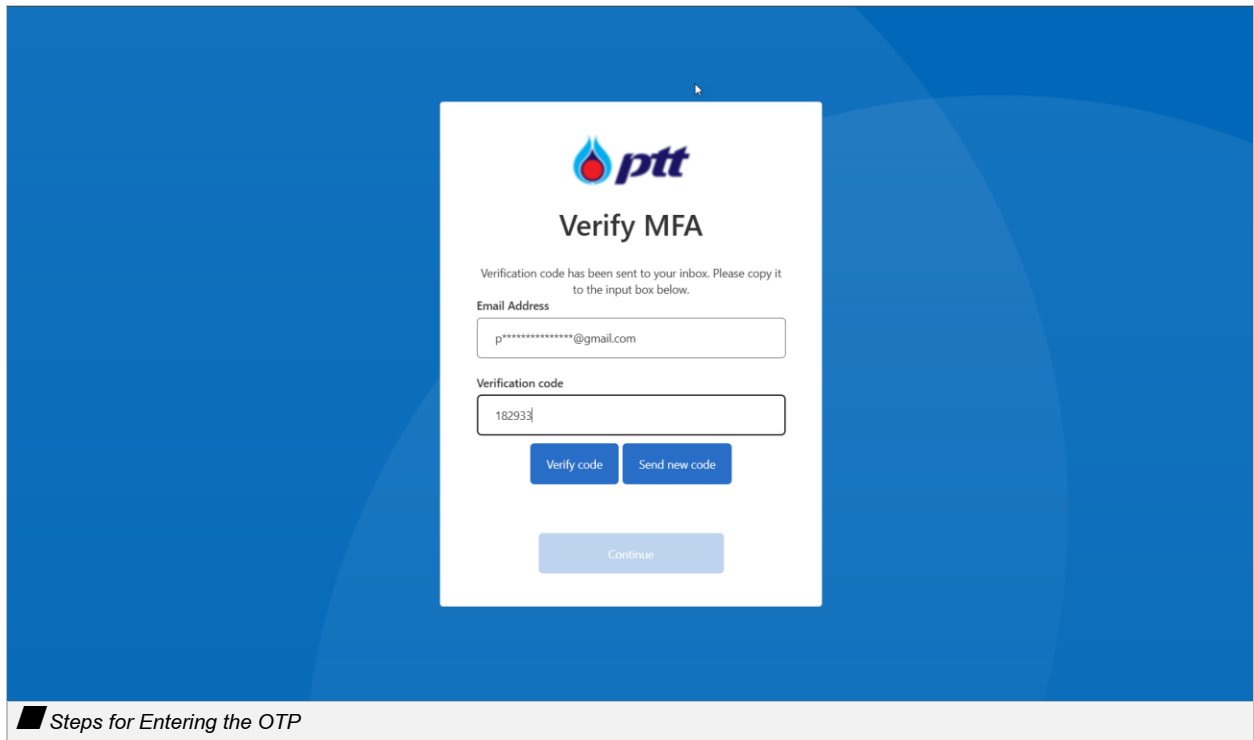 ptt
Verify MFA
Verification code has been sent to your inbox. Please copy it
to the input box below.
Email Address
p***************@gmail.com
Verification code
182933
Verify code
Send new code
Continue
Steps for Entering the OTP